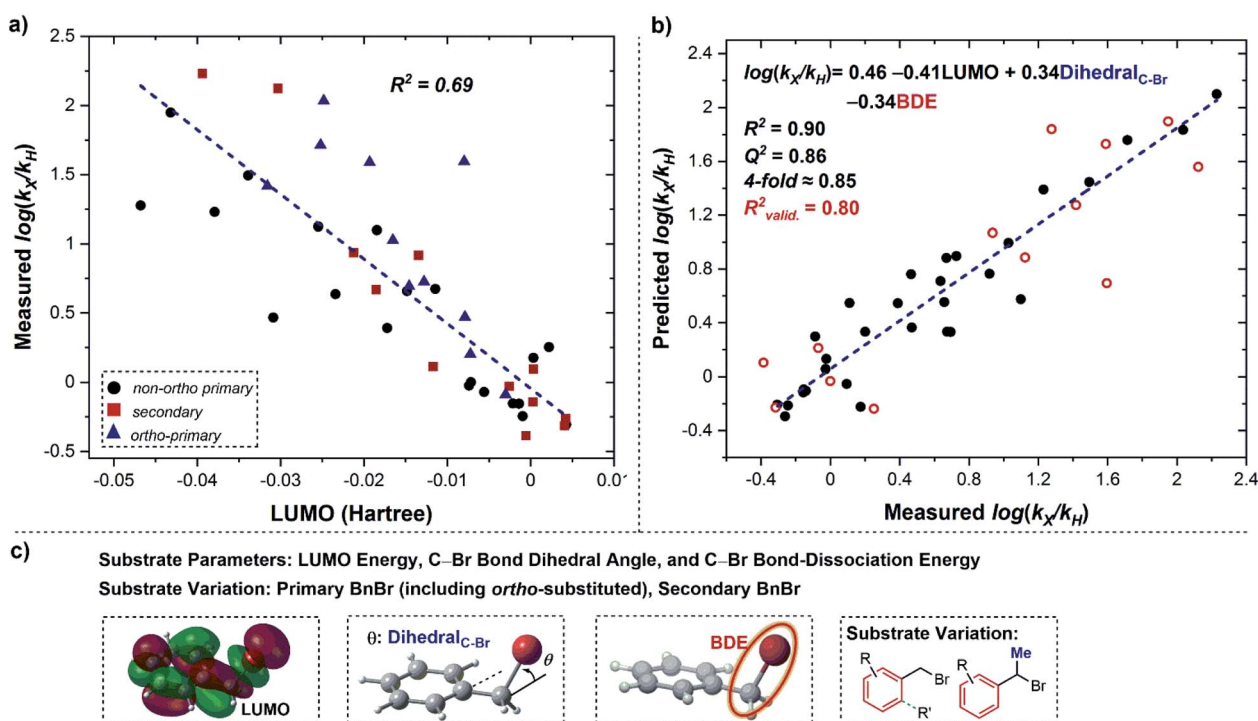 a)
2.5
2
1.5
1
0.5
0
-0.5
Measured log(kX/kH)
R² = 0.69
non-ortho primary
secondary
ortho-primary
-0.05
-0.04
-0.03
-0.02
-0.01
0
0.01
LUMO (Hartree)
b)
2.4
2.0
1.6
1.2
0.8
0.4
0
-0.4
Predicted log(kX/kH)
log(kX/kH)= 0.46 –0.41LUMO + 0.34DihedralC-Br
–0.34BDE
R² = 0.90
Q² = 0.86
4-fold ≈ 0.85
R²valid. = 0.80
-0.4
0
0.4
0.8
1.2
1.6
2
2.4
Measured log(kX/kH)
c)
Substrate Parameters: LUMO Energy, C–Br Bond Dihedral Angle, and C–Br Bond-Dissociation Energy
Substrate Variation: Primary BnBr (including ortho-substituted), Secondary BnBr
LUMO
θ: DihedralC-Br
θ
BDE
Substrate Variation:
R
Br
R'
Me
R
Br